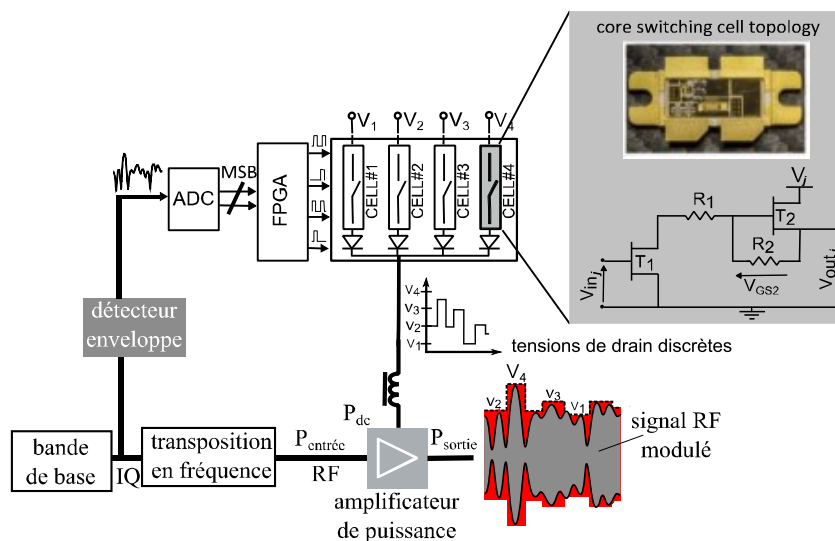 core switching cell topology
V1 V2 V3 V4
MSB
ADC
FPGA
CELL#1
CELL#2
CELL#3
CELL#4
Vj
R1
T2
R2
T1
VGS2
Vinj
Voutj
détecteur
enveloppe
V4
V3
V2
V1
tensions de drain discrètes
V4
v2
v3
v1
signal RF
modulé
Pdc
bande
de base
IQ
transposition
en fréquence
Pentrée
RF
Psortie
amplificateur
de puissance